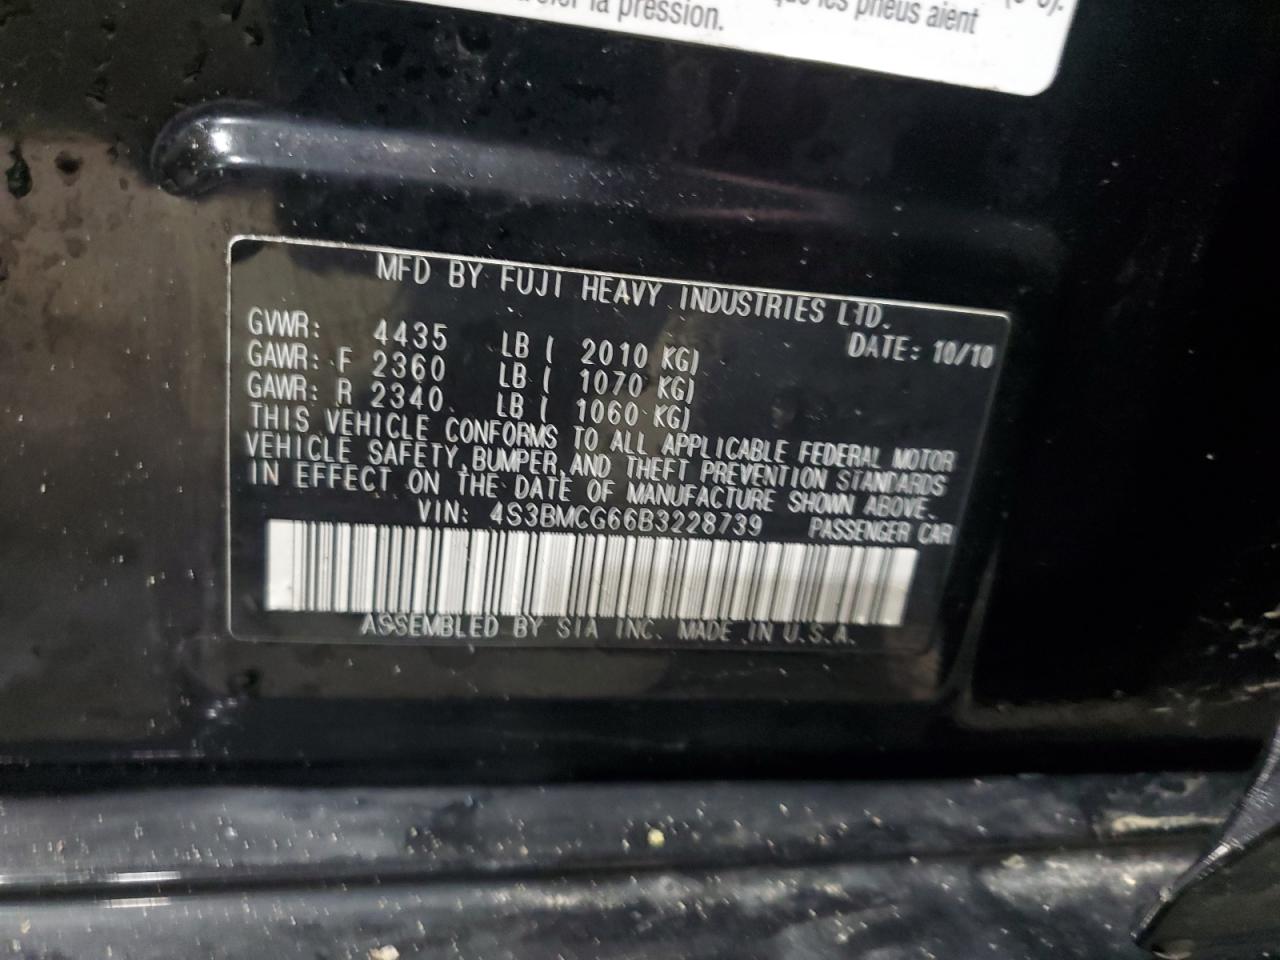 que les pneus aient
la pression.
MFD BY FUJI HEAVY INDUSTRIES LTD.
GVWR: 4435 LB ( 2010 KG) DATE: 10/10
GAWR: F 2360 LB ( 1070 KG)
GAWR: R 2340 LB ( 1060 KG)
THIS VEHICLE CONFORMS TO ALL APPLICABLE FEDERAL MOTOR
VEHICLE SAFETY, BUMPER, AND THEFT PREVENTION STANDARDS
IN EFFECT ON THE DATE OF MANUFACTURE SHOWN ABOVE.
VIN: 4S3BMCG66B3228739 PASSENGER CAR
ASSEMBLED BY SIA INC. MADE IN U.S.A.